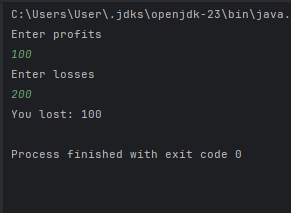 C:\Users\User\.jdks\openjdk-23\bin\java.
Enter profits
100
Enter losses
200
You lost: 100
Process finished with exit code 0